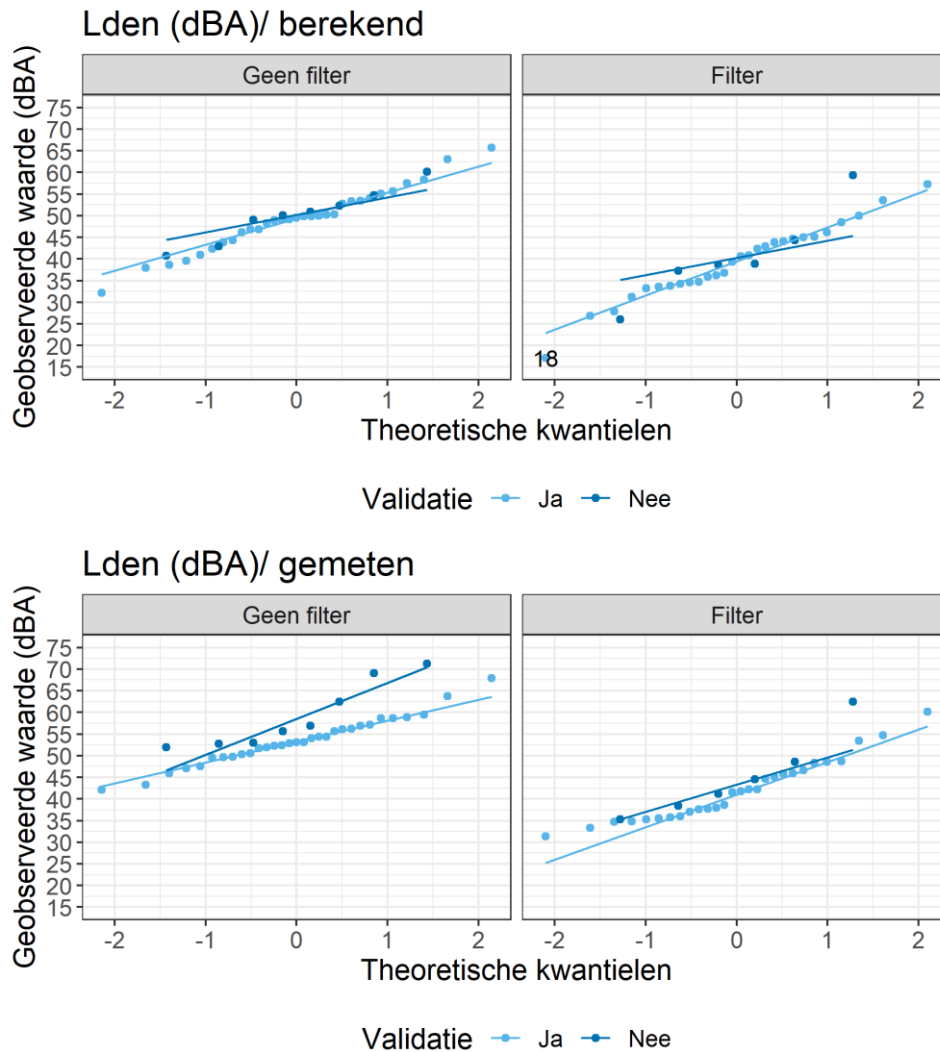 Lden (dBA)/ berekend
Geen filter
Filter
Geobserveerde waarde (dBA)
75
70
65
60
55
50
45
40
35
30
25
20
15
18
-2 -1 0 1 2
-2 -1 0 1 2
Theoretische kwantielen
Validatie Ja Nee
Lden (dBA)/ gemeten
Geen filter
Filter
Geobserveerde waarde (dBA)
75
70
65
60
55
50
45
40
35
30
25
20
15
-2 -1 0 1 2
-2 -1 0 1 2
Theoretische kwantielen
Validatie Ja Nee